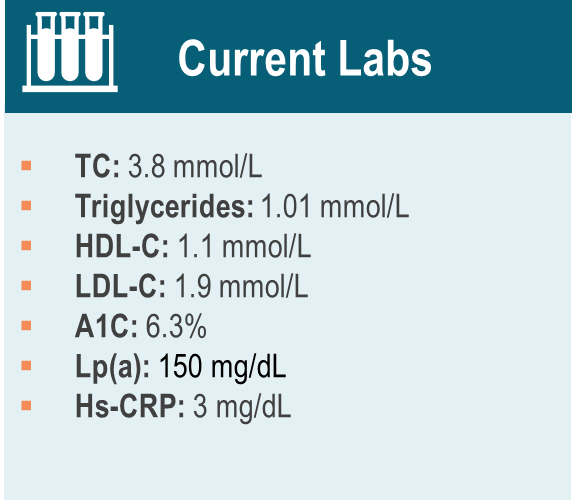 Current Labs
▪ TC: 3.8 mmol/L
▪ Triglycerides: 1.01 mmol/L
▪ HDL-C: 1.1 mmol/L
▪ LDL-C: 1.9 mmol/L
▪ A1C: 6.3%
▪ Lp(a): 150 mg/dL
▪ Hs-CRP: 3 mg/dL